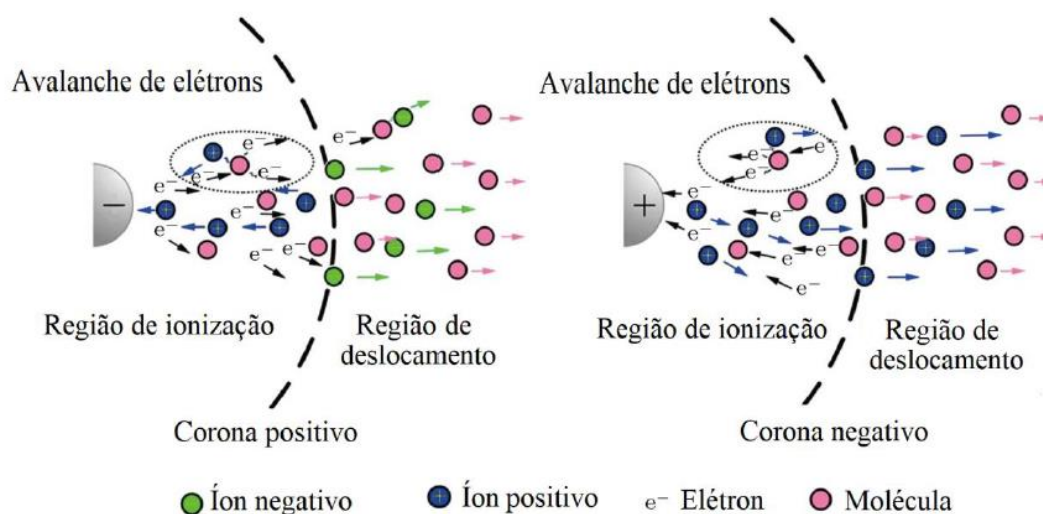 Avalanche de elétrons
e⁻
e⁻
e⁻
e⁻
e⁻
e⁻
e⁻
e⁻
e⁻
−
Região de ionização
Região de
deslocamento
Corona positivo
Avalanche de elétrons
e⁻
e⁻
e⁻
e⁻
e⁻
e⁻
e⁻
e⁻
+
Região de ionização
Região de
deslocamento
Corona negativo
Íon negativo
Íon positivo
e⁻ Elétron
Molécula